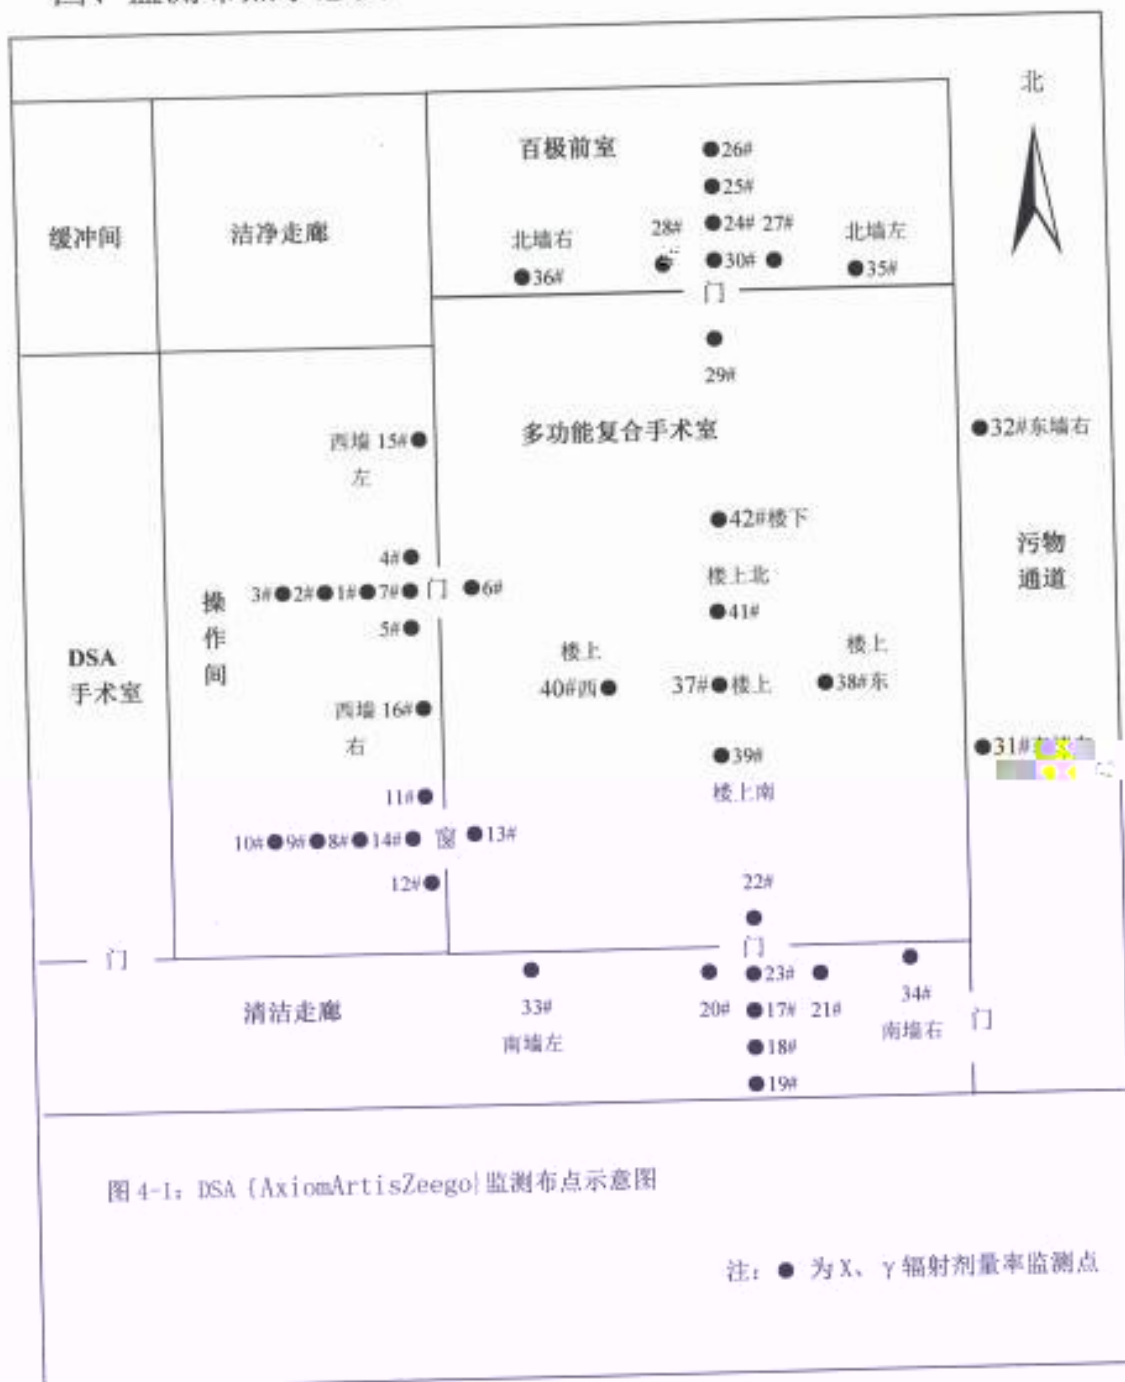 北
百极前室
26#
25#
28#
24# 27#
北墙右
北墙左
36#
30#
35#
门
缓冲间
洁净走廊
29#
西墙 15#
左
多功能复合手术室
32#东墙右
42#楼下
污物
通道
4#
楼上北
3# 2# 1# 7# 门 6#
41#
操
作
间
5#
楼上
楼上
DSA
手术室
40#西
37# 楼上
38#东
西墙 16#
右
31#
39#
楼上南
11#
10# 9# 8# 14# 窗 13#
12#
22#
门
门
23#
清洁走廊
33#
南墙左
20# 17# 21#
34#
南墙右
门
18#
19#
图 4-1: DSA (AxiomArtisZeego)监测布点示意图
注: ● 为 X、γ 辐射剂量率监测点